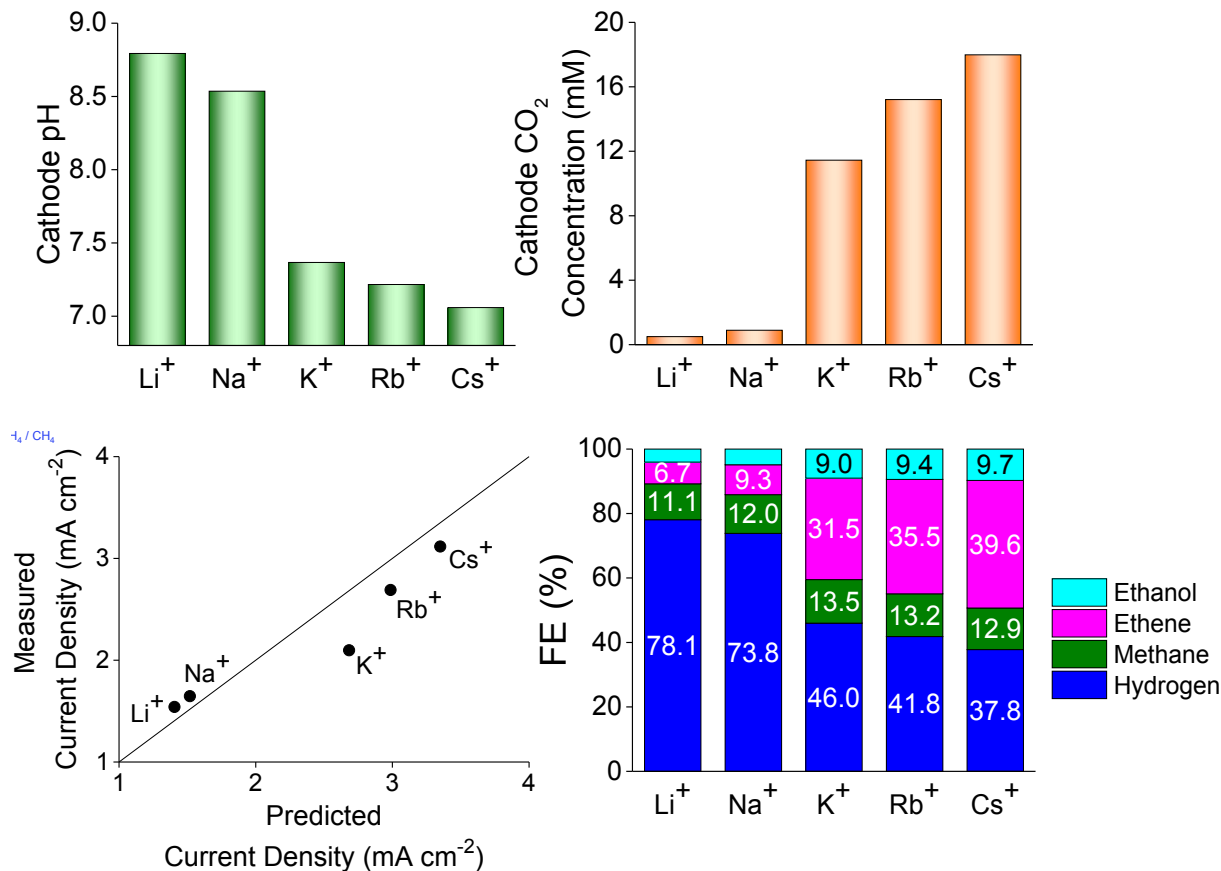 Cathode pH
9.0
8.5
8.0
7.5
7.0
Li⁺ Na⁺ K⁺ Rb⁺ Cs⁺
Cathode CO₂
Concentration (mM)
20
16
12
8
4
0
Li⁺ Na⁺ K⁺ Rb⁺ Cs⁺
H₄ / CH₄
Measured
Current Density (mA cm⁻²)
4
3
2
1
Cs⁺
Rb⁺
K⁺
Na⁺
Li⁺
1 2 3 4
Predicted
Current Density (mA cm⁻²)
FE (%)
100
80
60
40
20
0
9.0 9.4 9.7
6.7 9.3 31.5 35.5 39.6
11.1 12.0 13.5 13.2 12.9
78.1 73.8 46.0 41.8 37.8
Li⁺ Na⁺ K⁺ Rb⁺ Cs⁺
Ethanol
Ethene
Methane
Hydrogen